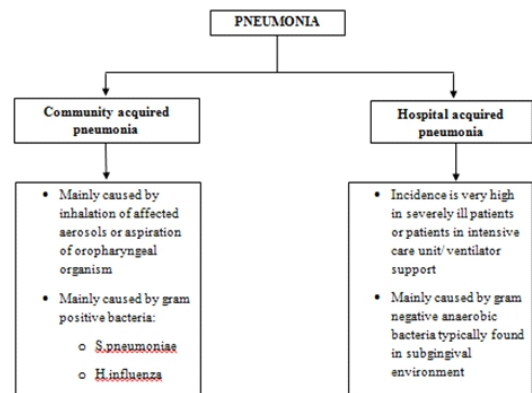 PNEUMONIA
Community acquired
pneumonia
Hospital acquired
pneumonia
• Mainly caused by
inhalation of affected
aerosols or aspiration
of oropharyngeal
organism
• Mainly caused by gram
positive bacteria:
o S.pneumoniae
o H.influenza
• Incidence is very high
in severely ill patients
or patients in intensive
care unit/ ventilator
support
• Mainly caused by gram
negative anaerobic
bacteria typically found
in subgingival
environment